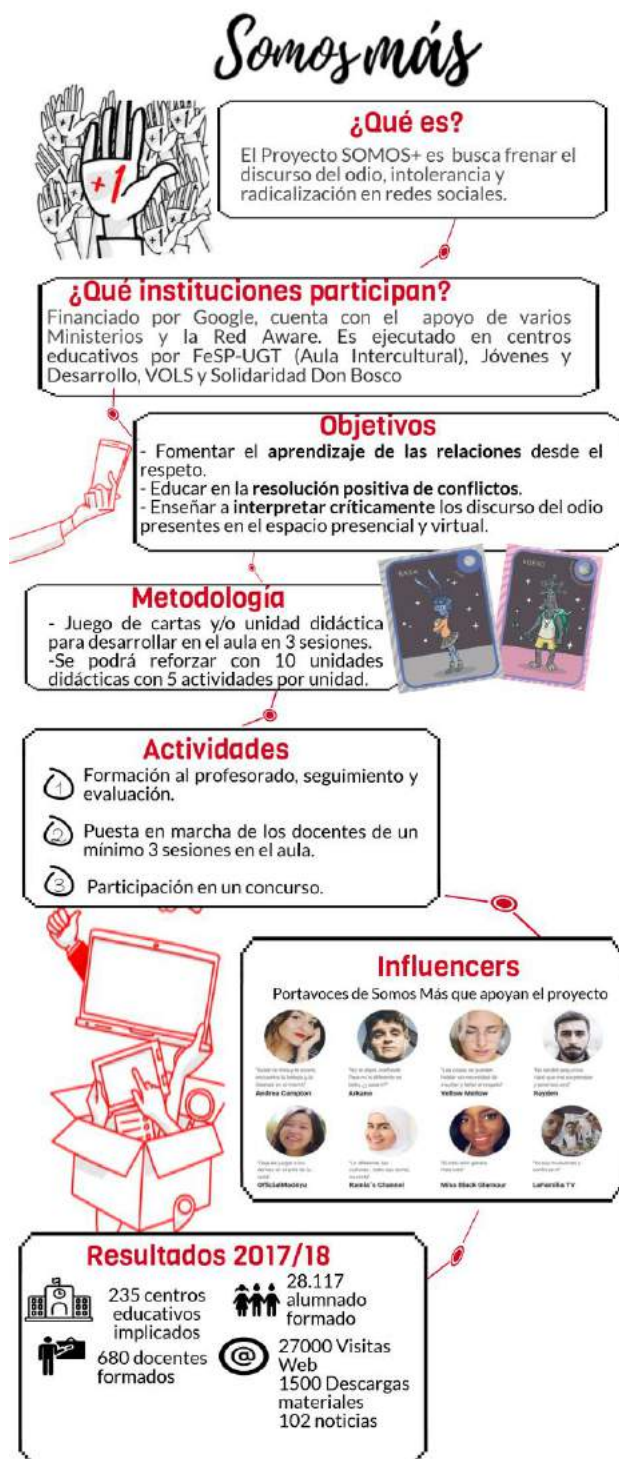 Somos más
+1
+1
+1
+1
¿Qué es?
El Proyecto SOMOS+ es busca frenar el
discurso del odio, intolerancia y
radicalización en redes sociales.
¿Qué instituciones participan?
Financiado por Google, cuenta con el apoyo de varios
Ministerios y la Red Aware. Es ejecutado en centros
educativos por FeSP-UGT (Aula Intercultural), Jóvenes y
Desarrollo, VOLS y Solidaridad Don Bosco
Objetivos
- Fomentar el aprendizaje de las relaciones desde el
respeto.
- Educar en la resolución positiva de conflictos.
- Enseñar a interpretar críticamente los discurso del odio
presentes en el espacio presencial y virtual.
Metodología
- Juego de cartas y/o unidad didáctica
para desarrollar en el aula en 3 sesiones.
-Se podrá reforzar con 10 unidades
didácticas con 5 actividades por unidad.
Actividades
1 Formación al profesorado, seguimiento y
evaluación.
2 Puesta en marcha de los docentes de un
mínimo 3 sesiones en el aula.
3 Participación en un concurso.
Influencers
Portavoces de Somos Más que apoyan el proyecto
Andrea Compton
Arkano
Yellow Mellow
Rayden
OfficialMadeyu
Ramia´s Channel
Nina Black Glamour
LaFamilia TV
Resultados 2017/18
235 centros
educativos
implicados
28.117
alumnado
formado
680 docentes
formados
@
27000 Visitas
Web
1500 Descargas
materiales
102 noticias